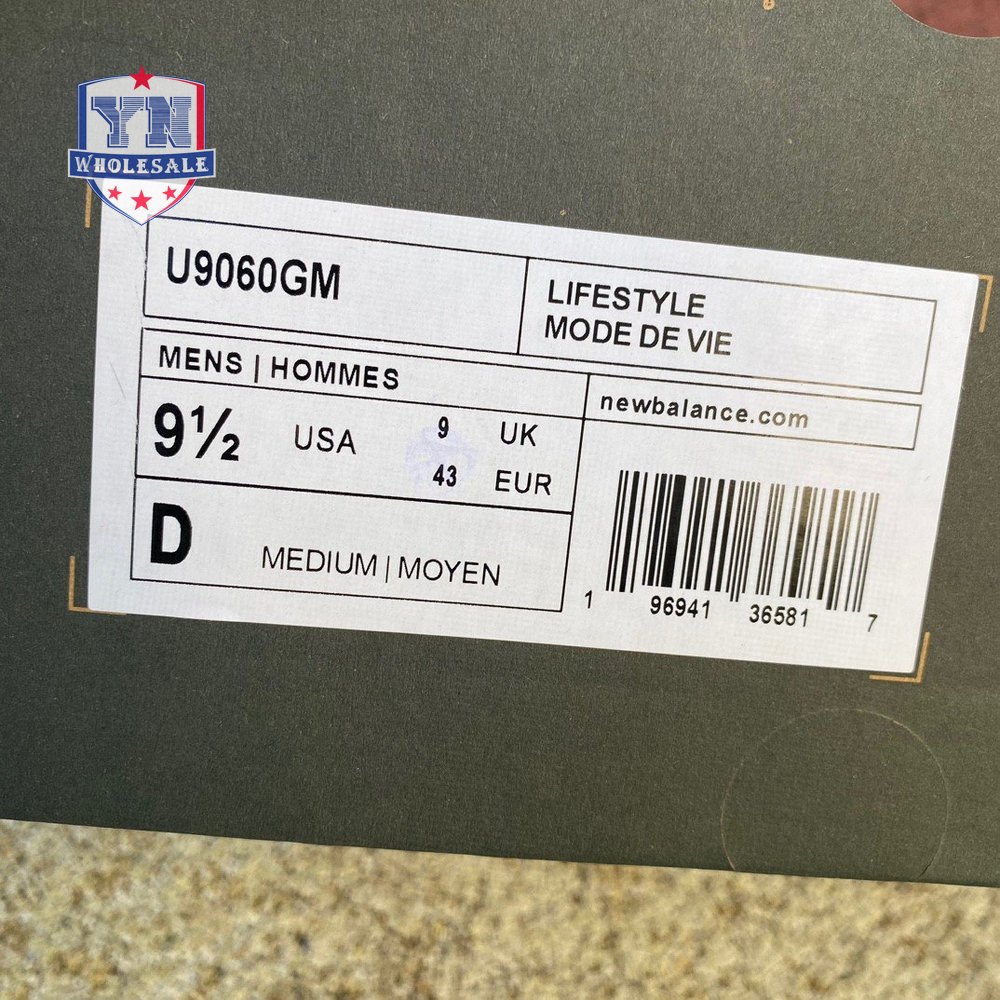 YN
WHOLESALE
U9060GM
LIFESTYLE
MODE DE VIE
MENS | HOMMES
newbalance.com
9½ USA 9 UK
43 EUR
D MEDIUM | MOYEN
1 96941 36581 7